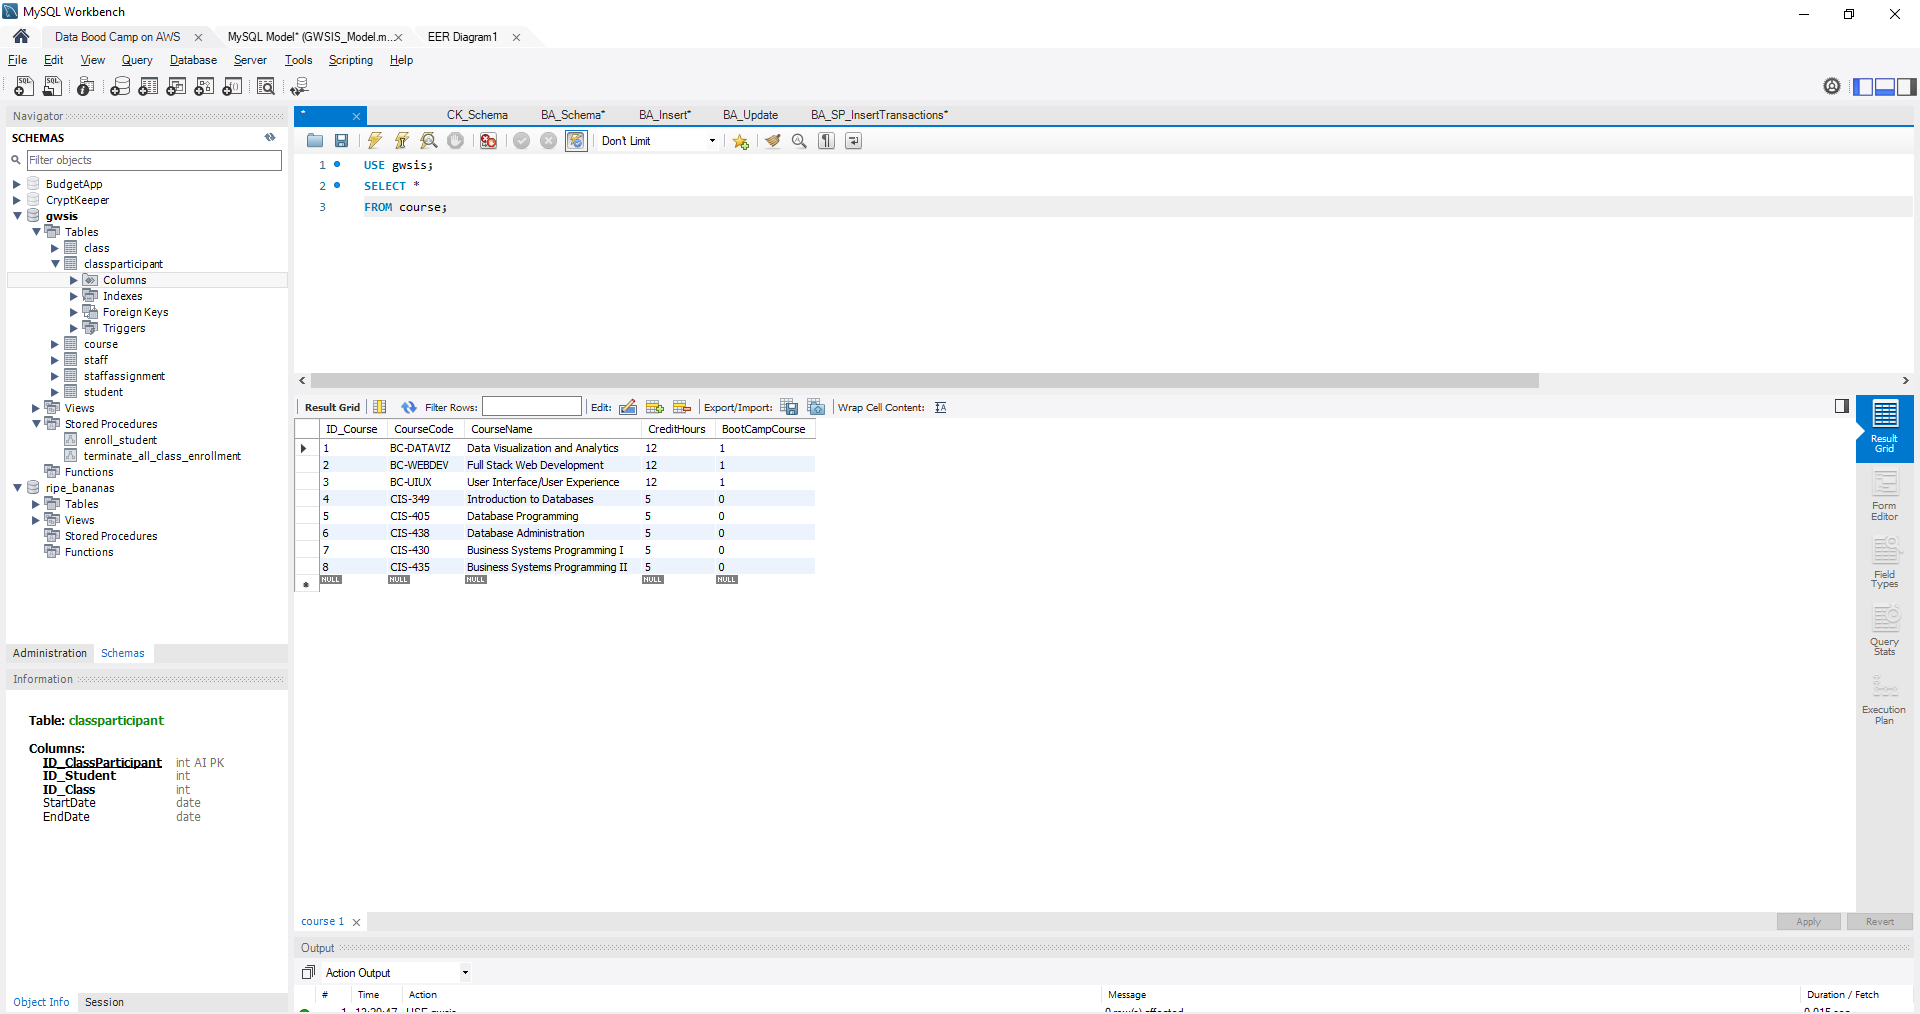 MySQL Workbench
Data Bood Camp on AWS
MySQL Model* (GWSIS_Model.m...
EER Diagram1
File Edit View Query Database Server Tools Scripting Help
Navigator
SCHEMAS
Filter objects
BudgetApp
CryptKeeper
gwsis
Tables
class
classparticipant
Columns
Indexes
Foreign Keys
Triggers
course
staff
staffassignment
student
Views
Stored Procedures
enroll_student
terminate_all_class_enrollment
Functions
ripe_bananas
Tables
Views
Stored Procedures
Functions
Administration Schemas
Information
Table: classparticipant
Columns:
ID_ClassParticipant int AI PK
ID_Student int
ID_Class int
StartDate date
EndDate date
Object Info Session
* CK_Schema BA_Schema* BA_Insert* BA_Update BA_SP_InsertTransactions*
Don't Limit
1 USE gwsis;
2 SELECT *
3 FROM course;
Result Grid Filter Rows: Edit: Export/Import: Wrap Cell Content:
ID_Course CourseCode CourseName CreditHours BootCampCourse
1 BC-DATAVIZ Data Visualization and Analytics 12 1
2 BC-WEBDEV Full Stack Web Development 12 1
3 BC-UIUX User Interface/User Experience 12 1
4 CIS-349 Introduction to Databases 5 0
5 CIS-405 Database Programming 5 0
6 CIS-438 Database Administration 5 0
7 CIS-430 Business Systems Programming I 5 0
8 CIS-435 Business Systems Programming II 5 0
NULL NULL NULL NULL NULL
Result
Grid
Form
Editor
Field
Types
Query
Stats
Execution
Plan
course 1
Apply Revert
Output
Action Output
# Time Action Message Duration / Fetch
1 USE gwsis 0 row(s) affected 0.015 sec